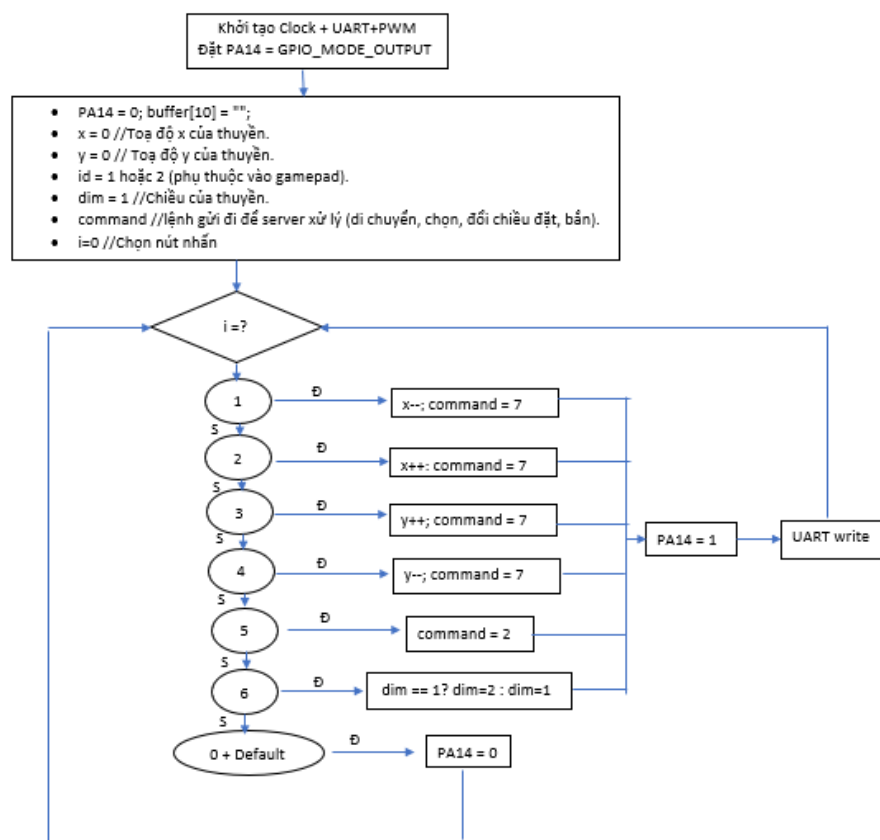 Khởi tạo Clock + UART+PWM
Đặt PA14 = GPIO_MODE_OUTPUT
• PA14 = 0; buffer[10] = "";
• x = 0 //Toạ độ x của thuyền.
• y = 0 // Toạ độ y của thuyền.
• id = 1 hoặc 2 (phụ thuộc vào gamepad).
• dim = 1 //Chiều của thuyền.
• command //lệnh gửi đi để server xử lý (di chuyển, chọn, đổi chiều đặt, bắn).
• i=0 //Chọn nút nhấn
i =?
1
Đ
x--; command = 7
S
2
Đ
x++: command = 7
S
3
Đ
y++; command = 7
S
PA14 = 1
UART write
4
Đ
y--; command = 7
S
5
Đ
command = 2
S
6
Đ
dim == 1? dim=2 : dim=1
S
0 + Default
Đ
PA14 = 0